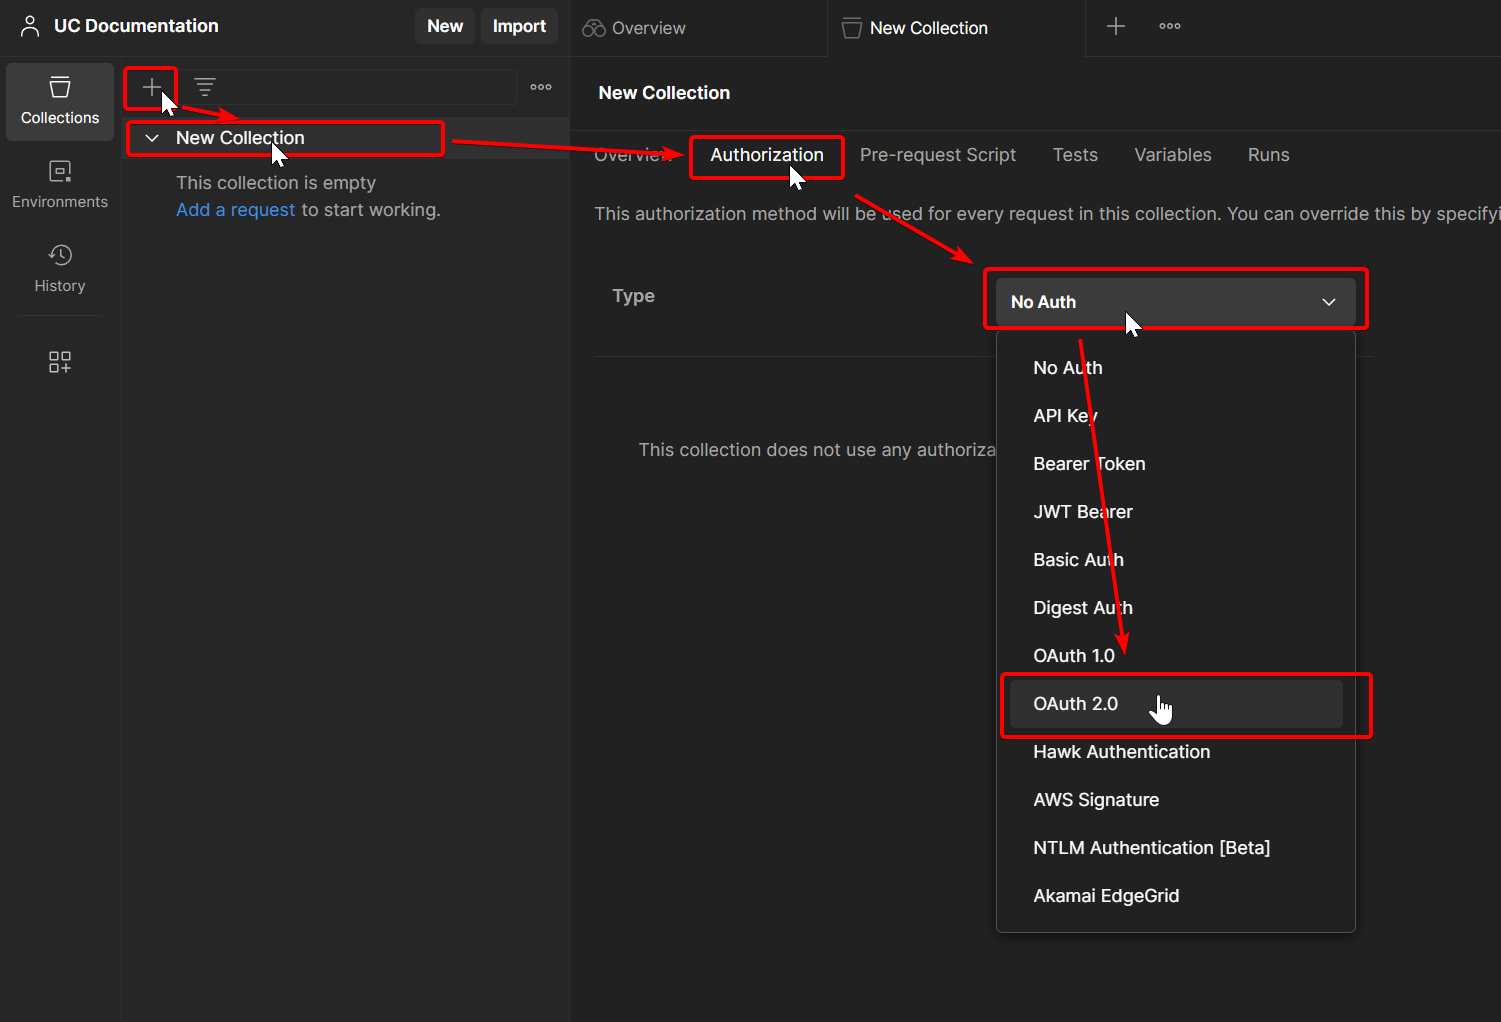 UC Documentation
New
Import
Overview
New Collection
Collections
Environments
History
New Collection
This collection is empty
Add a request to start working.
New Collection
Overview
Authorization
Pre-request Script
Tests
Variables
Runs
This authorization method will be used for every request in this collection. You can override this by specifyi
Type
No Auth
This collection does not use any authoriza
No Auth
API Key
Bearer Token
JWT Bearer
Basic Auth
Digest Auth
OAuth 1.0
OAuth 2.0
Hawk Authentication
AWS Signature
NTLM Authentication [Beta]
Akamai EdgeGrid